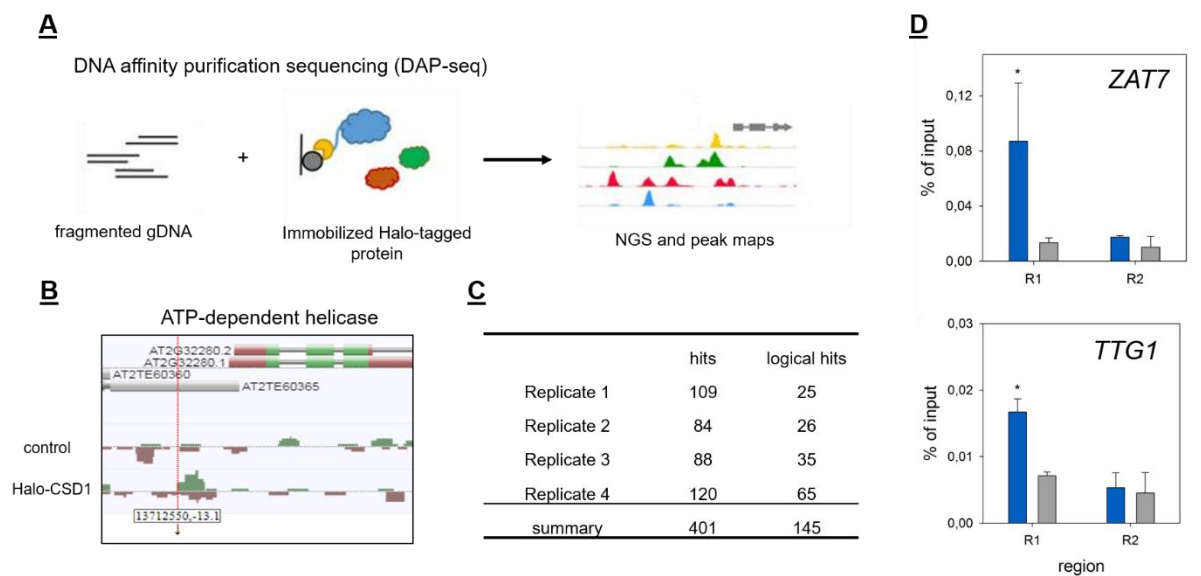 A
DNA affinity purification sequencing (DAP-seq)
+
fragmented gDNA
Immobilized Halo-tagged
protein
NGS and peak maps
B
ATP-dependent helicase
AT2G32280.2
AT2G32280.1
AT2TE60360
AT2TE60365
control
Halo-CSD1
13712550,-13.1
C
hits logical hits
Replicate 1 109 25
Replicate 2 84 26
Replicate 3 88 35
Replicate 4 120 65
summary 401 145
D
ZAT7
*
0,12
0,08
0,04
0,00
% of input
R1 R2
TTG1
*
0,03
0,02
0,01
0,00
% of input
R1 R2
region